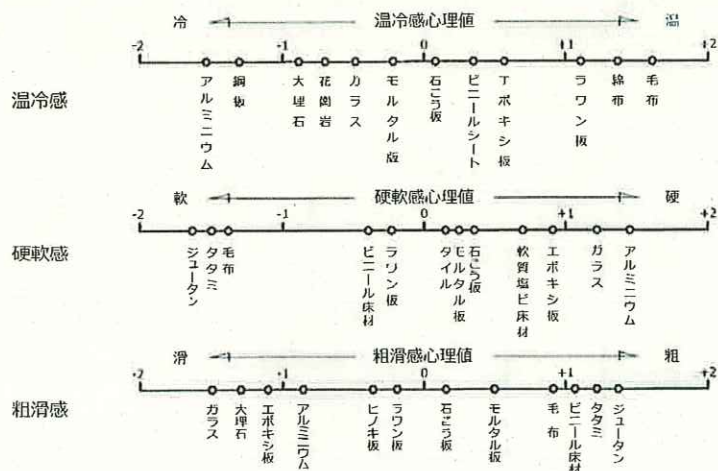 冷 温冷感心理値 温
-2 -1 0 +1 +2
温冷感
アルミニウム
銅板
大理石
花崗岩
ガラス
モルタル版
石こう板
ビニールシート
エポキシ板
ラワン板
綿布
毛布
軟 硬軟感心理値 硬
-2 -1 0 +1 +2
硬軟感
ジュータン
タタミ
毛布
ビニール床材
ラワン板
タイル
モルタル板
石こう板
軟質塩ビ床材
エポキシ板
ガラス
アルミニウム
滑 粗滑感心理値 粗
-2 -1 0 +1 +2
粗滑感
ガラス
大理石
エポキシ板
アルミニウム
ヒノキ板
ラワン板
石こう板
モルタル板
毛布
ビニール床材
タタミ
ジュータン